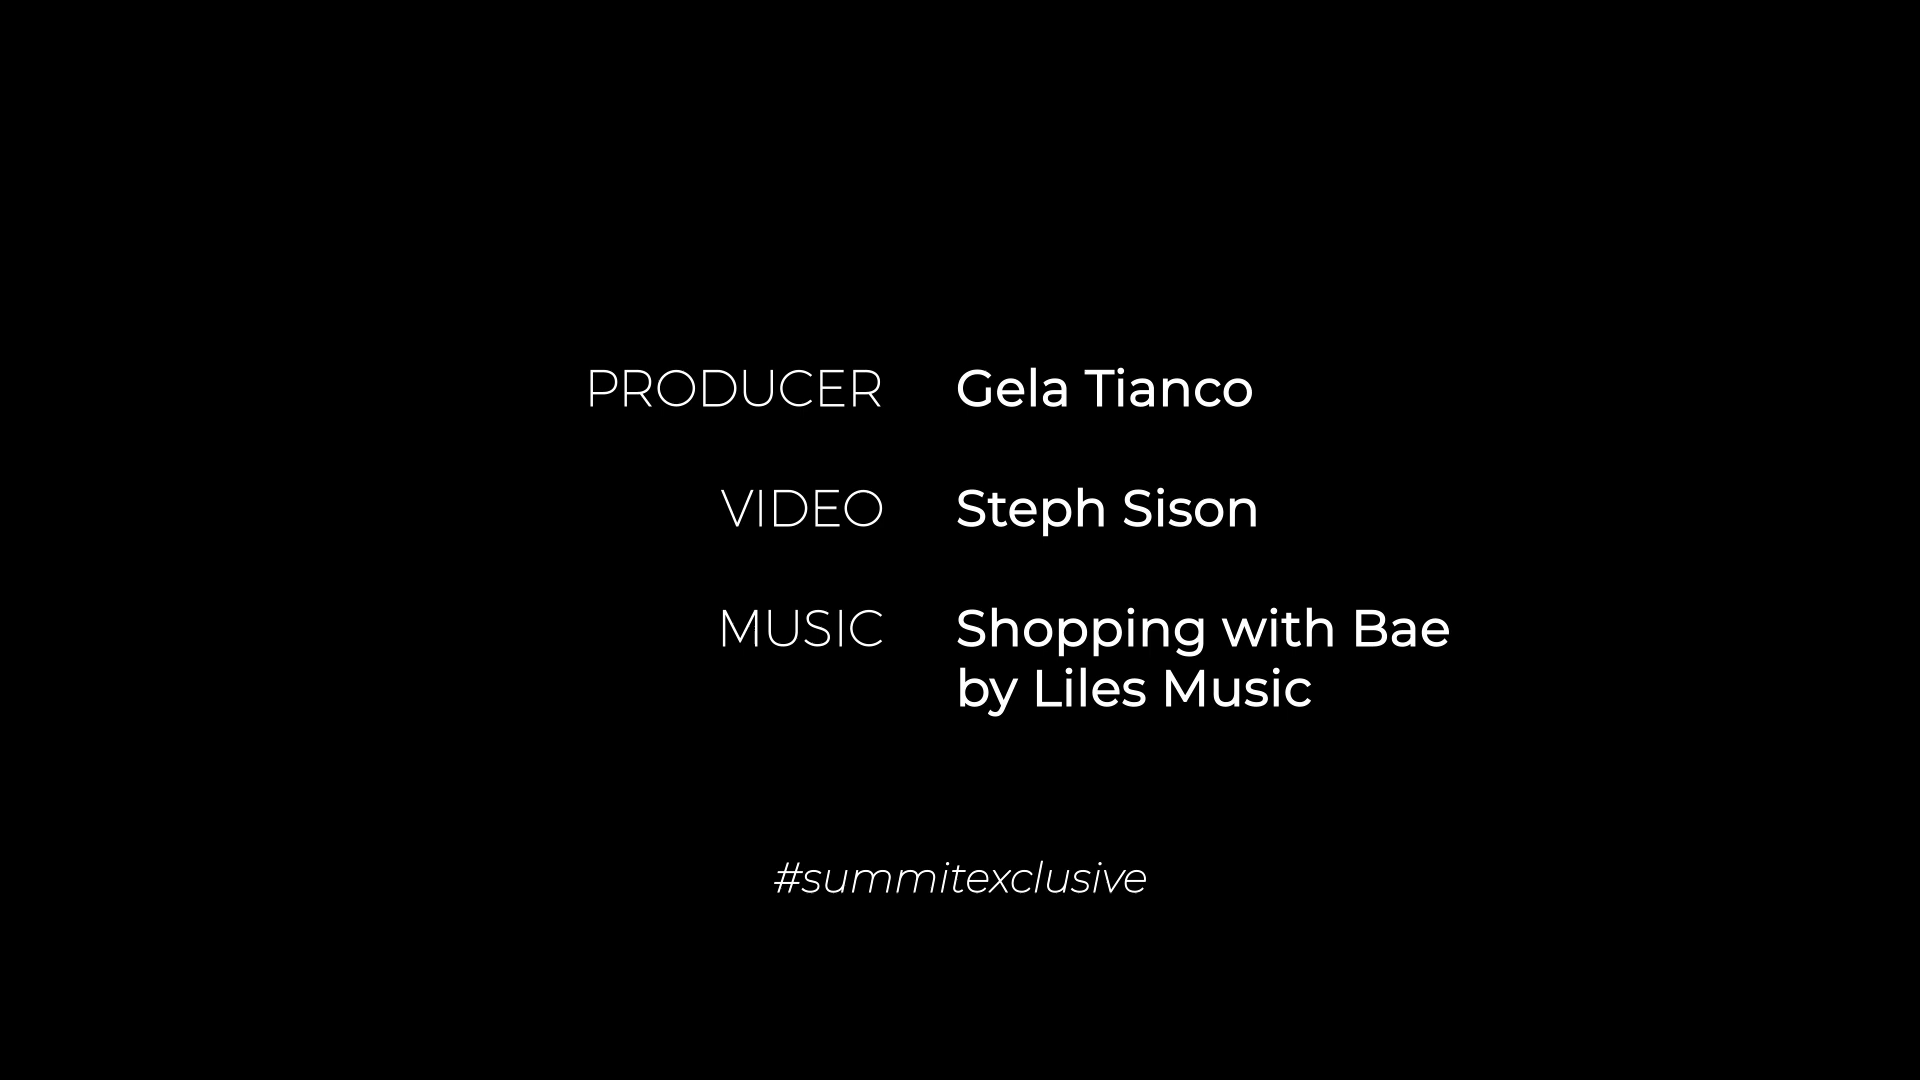 PRODUCER Gela Tianco
VIDEO Steph Sison
MUSIC Shopping with Bae
by Liles Music
#summitexclusive